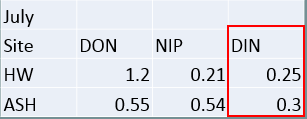 July
Site DON NIP DIN
HW 1.2 0.21 0.25
ASH 0.55 0.54 0.3